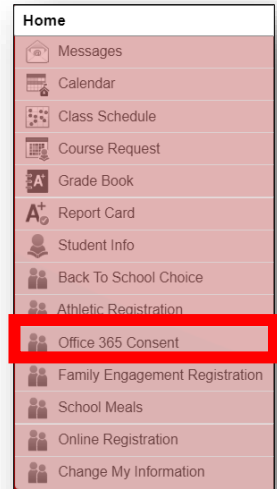 Home
Messages
Calendar
Class Schedule
Course Request
Grade Book
Report Card
Student Info
Back To School Choice
Athletic Registration
Office 365 Consent
Family Engagement Registration
School Meals
Online Registration
Change My Information